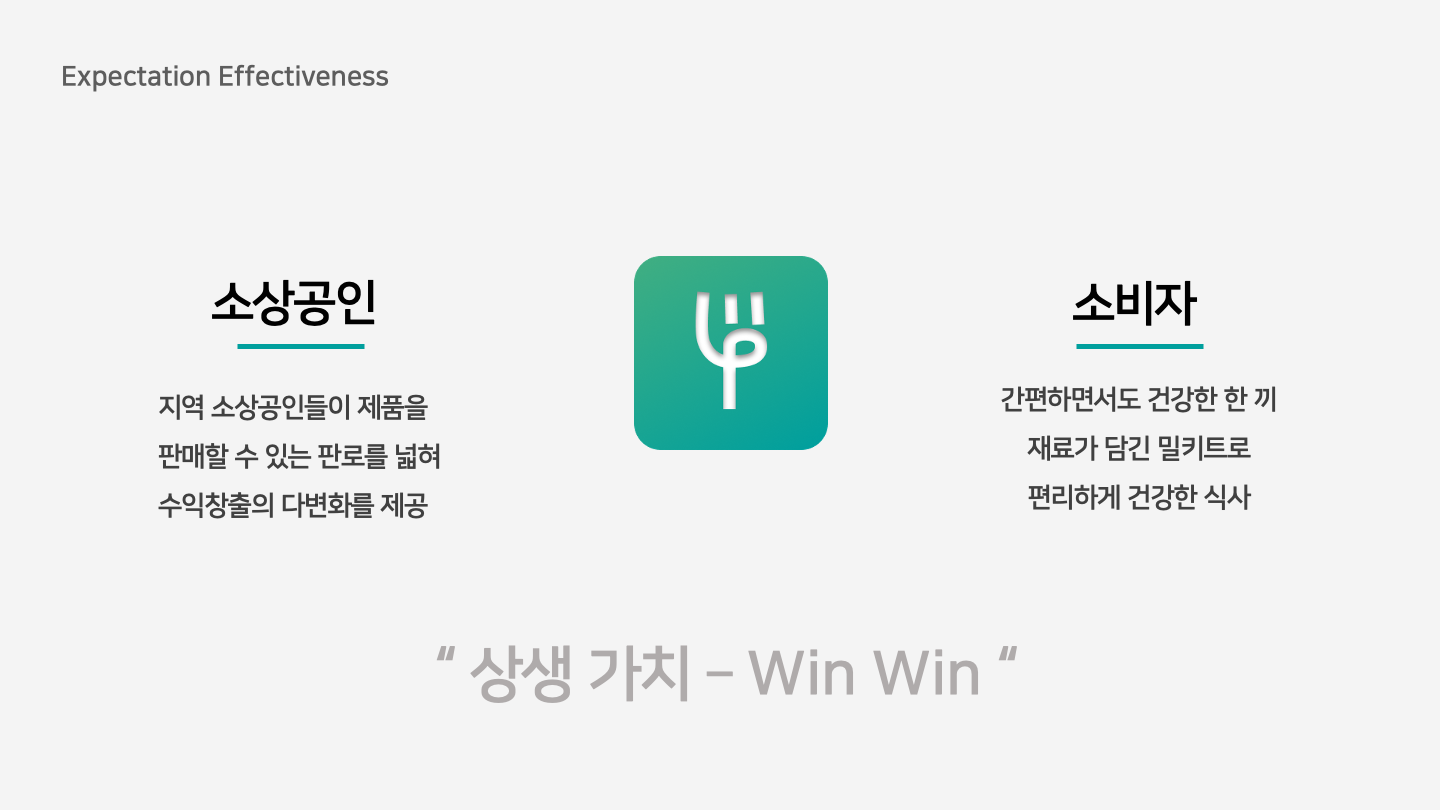 Expectation Effectiveness
소상공인
지역 소상공인들이 제품을
판매할 수 있는 판로를 넓혀
수익창출의 다변화를 제공
소비자
간편하면서도 건강한 한 끼
재료가 담긴 밀키트로
편리하게 건강한 식사
“ 상생 가치 – Win Win “